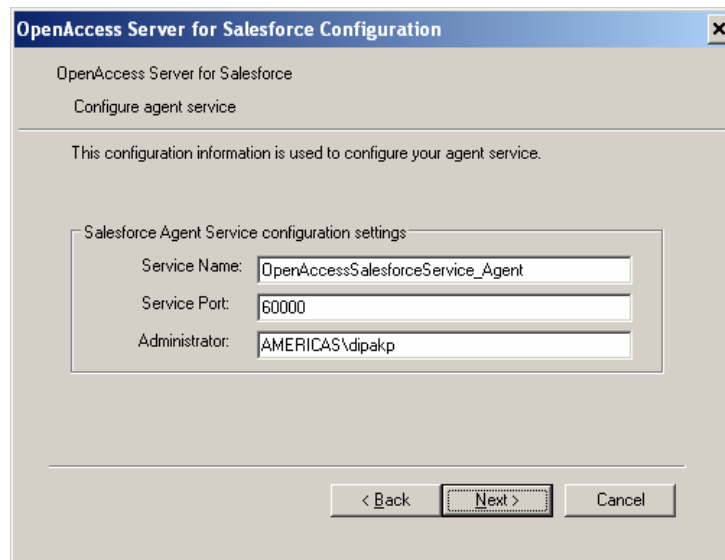 OpenAccess Server for Salesforce Configuration
OpenAccess Server for Salesforce
Configure agent service
This configuration information is used to configure your agent service.
Salesforce Agent Service configuration settings
Service Name: OpenAccessSalesforceService_Agent
Service Port: 60000
Administrator: AMERICAS\dipakp
< Back Next > Cancel